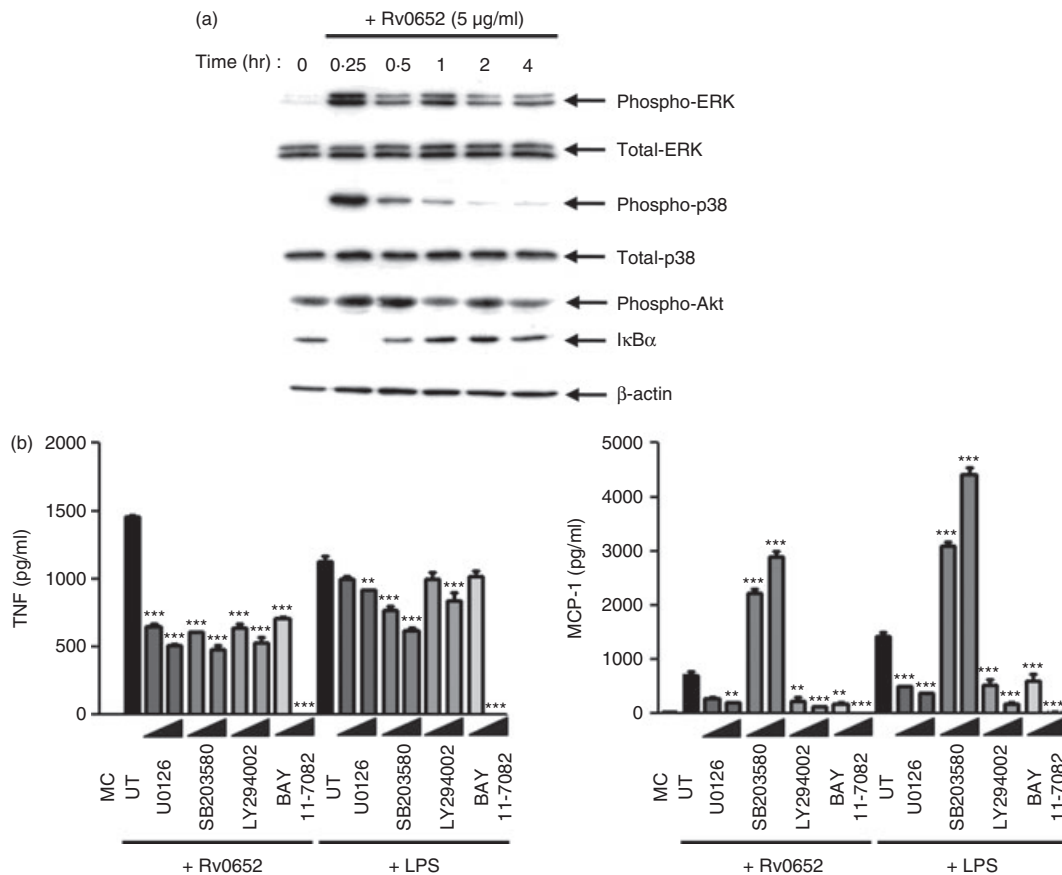 (a)
+ Rv0652 (5 µg/ml)
Time (hr) : 0 0·25 0·5 1 2 4
Phospho-ERK
Total-ERK
Phospho-p38
Total-p38
Phospho-Akt
IκBα
β-actin
(b)
TNF (pg/ml)
2000
1500
1000
500
0
*** *** *** *** *** *** *** ***
** *** *** *** ***
MC
UT
U0126
SB203580
LY294002
BAY
11-7082
UT
U0126
SB203580
LY294002
BAY
11-7082
+ Rv0652
+ LPS
MCP-1 (pg/ml)
5000
4000
3000
2000
1000
0
** *** *** ** *** ** ***
*** *** *** *** *** *** *** ***
MC
UT
U0126
SB203580
LY294002
BAY
11-7082
UT
U0126
SB203580
LY294002
BAY
11-7082
+ Rv0652
+ LPS